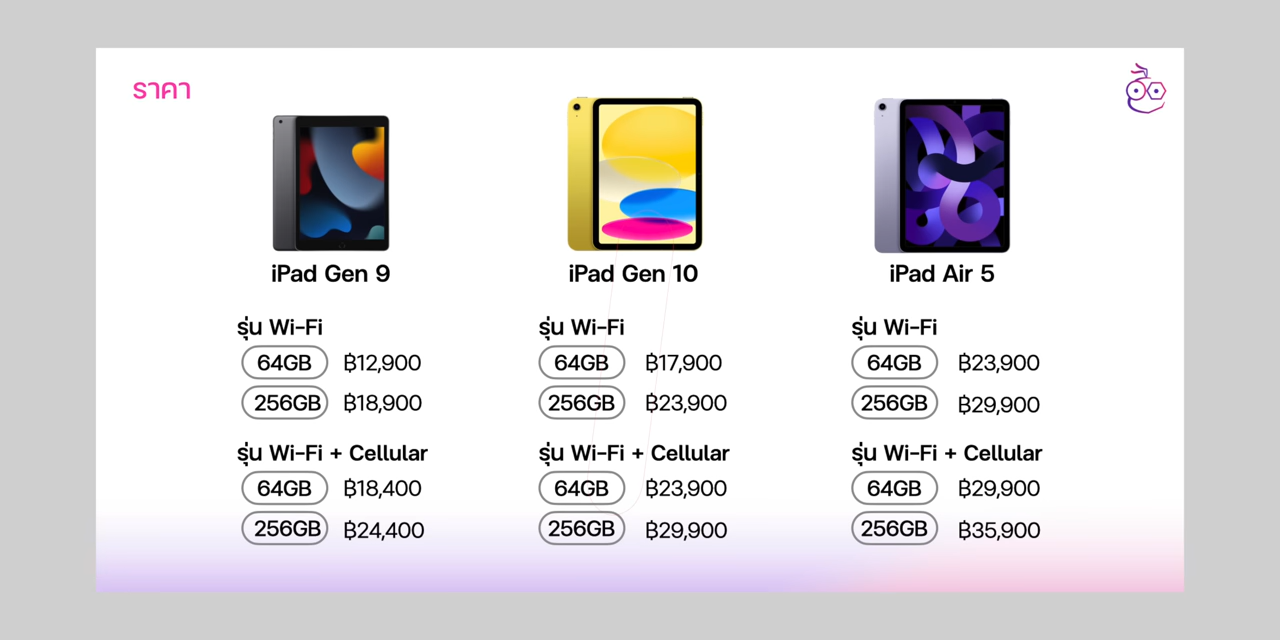 ราคา
iPad Gen 9
รุ่น Wi-Fi
64GB ฿12,900
256GB ฿18,900
รุ่น Wi-Fi + Cellular
64GB ฿18,400
256GB ฿24,400
iPad Gen 10
รุ่น Wi-Fi
64GB ฿17,900
256GB ฿23,900
รุ่น Wi-Fi + Cellular
64GB ฿23,900
256GB ฿29,900
iPad Air 5
รุ่น Wi-Fi
64GB ฿23,900
256GB ฿29,900
รุ่น Wi-Fi + Cellular
64GB ฿29,900
256GB ฿35,900